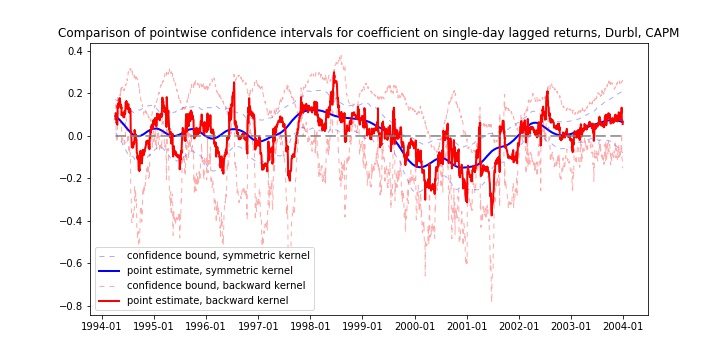 Comparison of pointwise confidence intervals for coefficient on single-day lagged returns, Durbl, CAPM
0.4
0.2
0.0
−0.2
−0.4
−0.6
−0.8
confidence bound, symmetric kernel
point estimate, symmetric kernel
confidence bound, backward kernel
point estimate, backward kernel
1994-01 1995-01 1996-01 1997-01 1998-01 1999-01 2000-01 2001-01 2002-01 2003-01 2004-01